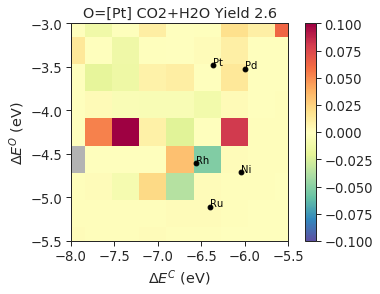 O=[Pt] CO2+H2O Yield 2.6
−3.0
−3.5
−4.0
−4.5
−5.0
−5.5
ΔE^O (eV)
Pt
Pd
Rh
Ni
Ru
−8.0 −7.5 −7.0 −6.5 −6.0 −5.5
ΔE^C (eV)
0.100
0.075
0.050
0.025
0.000
−0.025
−0.050
−0.075
−0.100